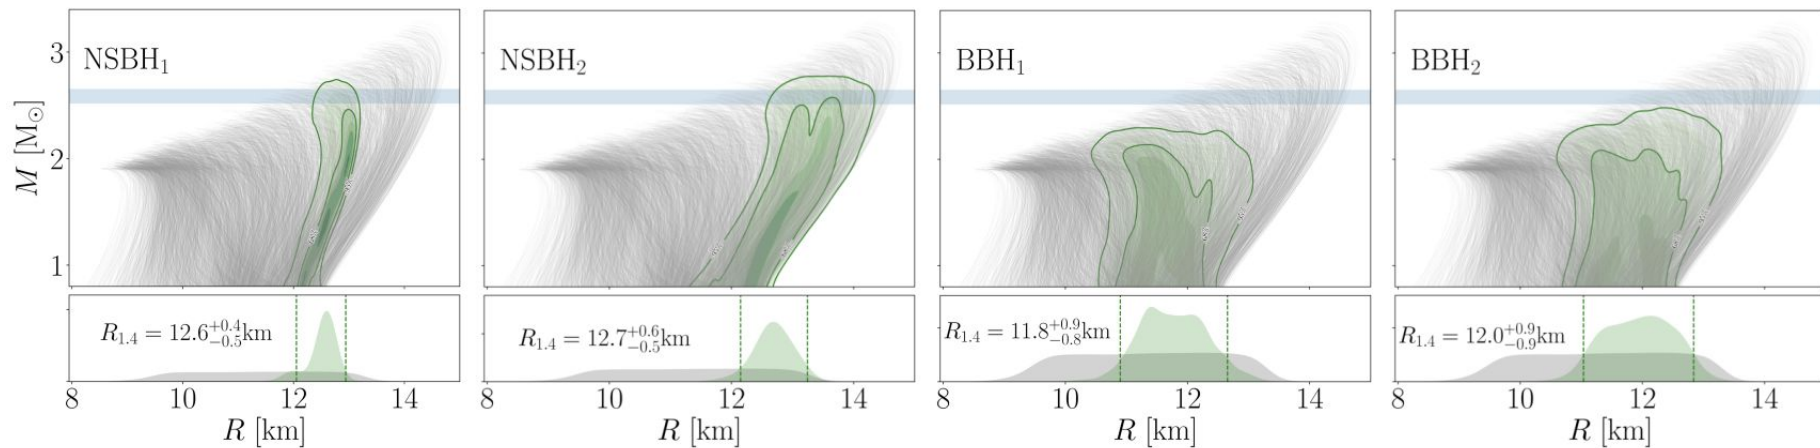 NSBH₁
NSBH₂
BBH₁
BBH₂
M [M⊙]
3
2
1
R₁.₄ = 12.6⁺⁰·⁴₋₀.₅km
R₁.₄ = 12.7⁺⁰·⁶₋₀.₅km
R₁.₄ = 11.8⁺⁰·⁹₋₀.₈km
R₁.₄ = 12.0⁺⁰·⁹₋₀.₉km
8 10 12 14
8 10 12 14
8 10 12 14
8 10 12 14
R [km]
R [km]
R [km]
R [km]